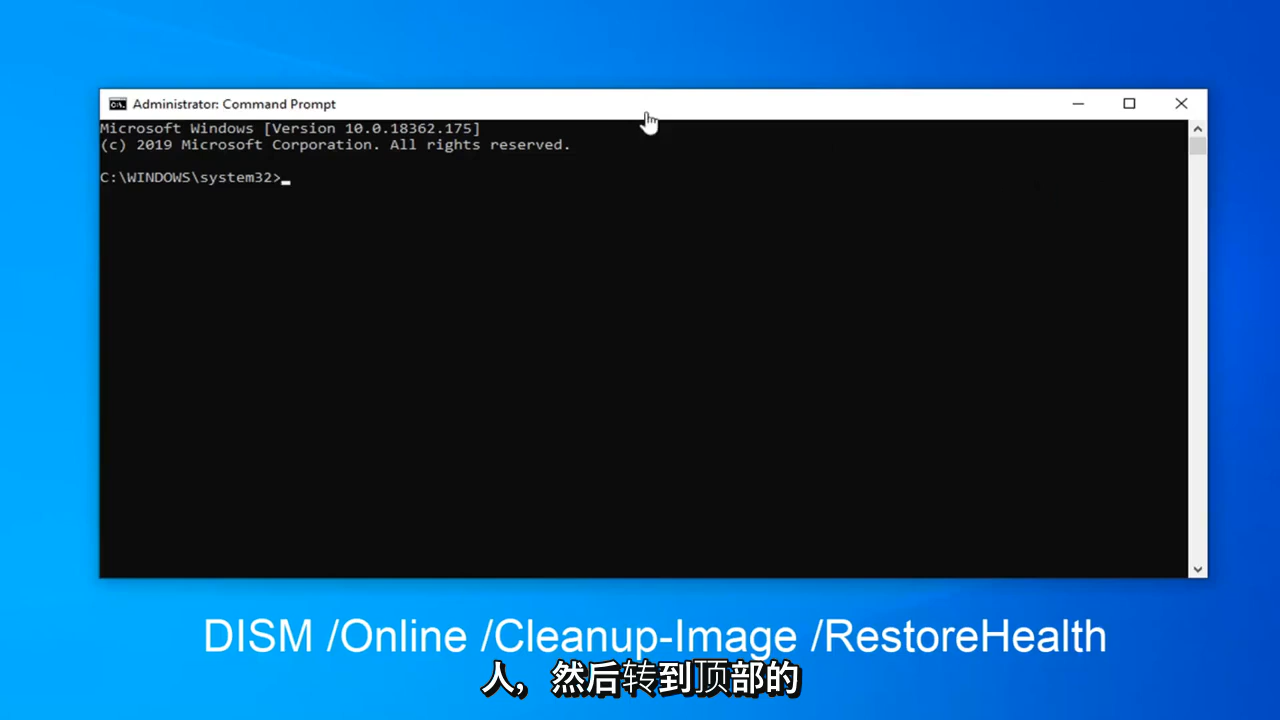 Administrator: Command Prompt
Microsoft Windows [Version 10.0.18362.175]
(c) 2019 Microsoft Corporation. All rights reserved.
C:\WINDOWS\system32>
DISM /Online /Cleanup-Image /RestoreHealth
人，然后转到顶部的